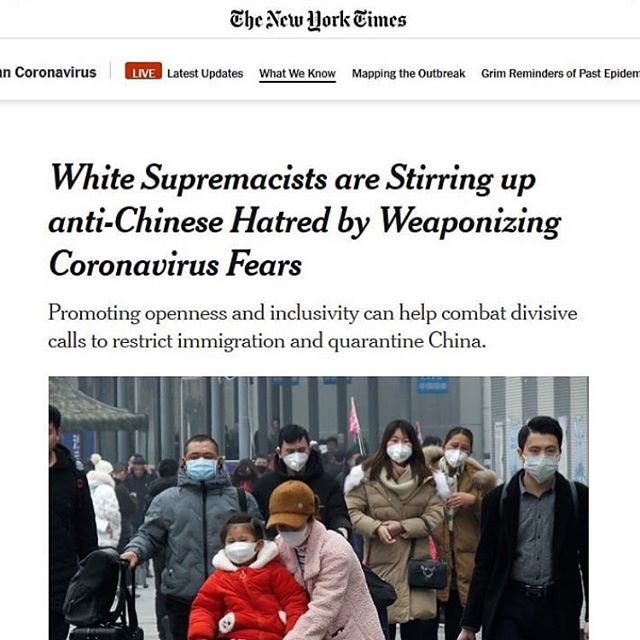 The New York Times
an Coronavirus LIVE Latest Updates What We Know Mapping the Outbreak Grim Reminders of Past Epidem
White Supremacists are Stirring up
anti-Chinese Hatred by Weaponizing
Coronavirus Fears
Promoting openness and inclusivity can help combat divisive
calls to restrict immigration and quarantine China.